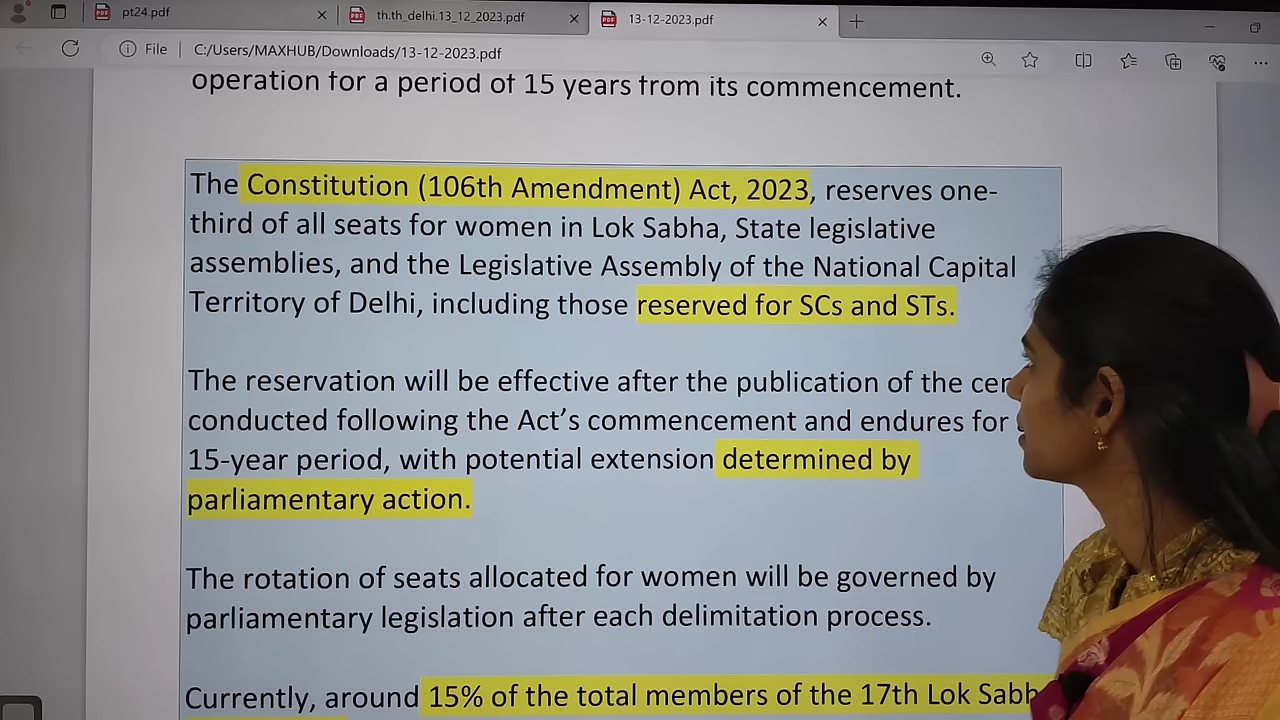 pt24.pdf
th.th_delhi.13_12_2023.pdf
13-12-2023.pdf
File
C:/Users/MAXHUB/Downloads/13-12-2023.pdf
operation for a period of 15 years from its commencement.
The Constitution (106th Amendment) Act, 2023, reserves one-
third of all seats for women in Lok Sabha, State legislative
assemblies, and the Legislative Assembly of the National Capital
Territory of Delhi, including those reserved for SCs and STs.
The reservation will be effective after the publication of the
conducted following the Act's commencement and endures for
15-year period, with potential extension determined by
parliamentary action.
The rotation of seats allocated for women will be governed by
parliamentary legislation after each delimitation process.
Currently, around 15% of the total members of the 17th Lok